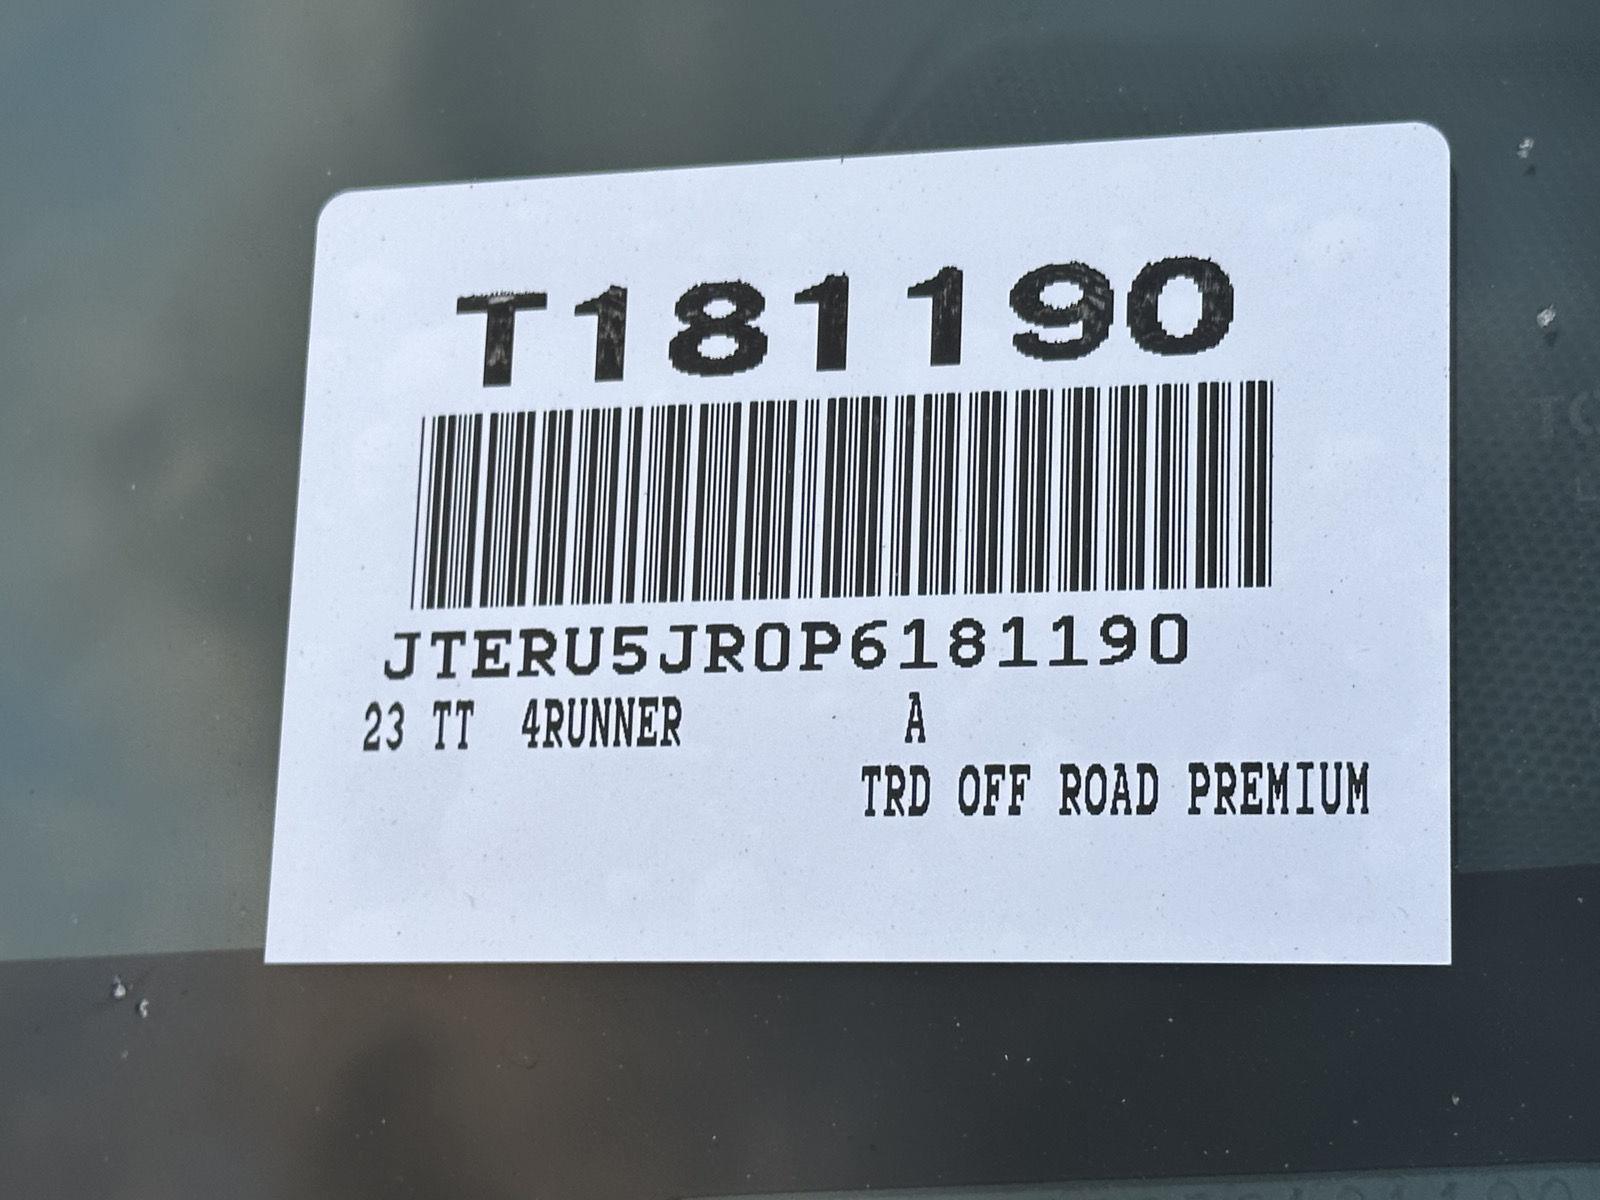 T181190
JTERU5JR0P6181190
23 TT 4RUNNER A
TRD OFF ROAD PREMIUM